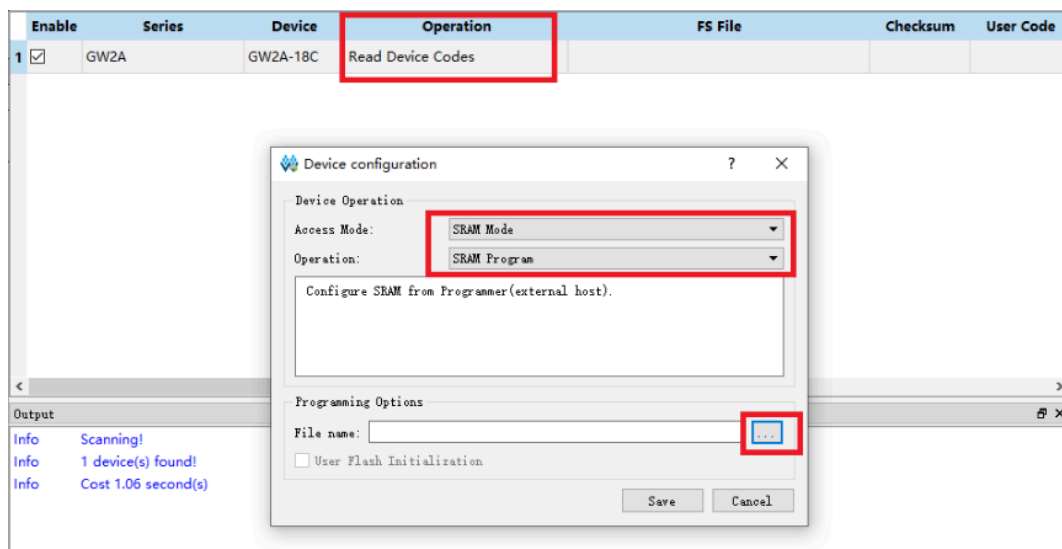 Enable Series Device Operation FS File Checksum User Code
1 GW2A GW2A-18C Read Device Codes
Device configuration ? ×
Device Operation
Access Mode: SRAM Mode
Operation: SRAM Program
Configure SRAM from Programmer(external host).
Programming Options
File name: ...
User Flash Initialization
Save Cancel
Output
Info Scanning!
Info 1 device(s) found!
Info Cost 1.06 second(s)